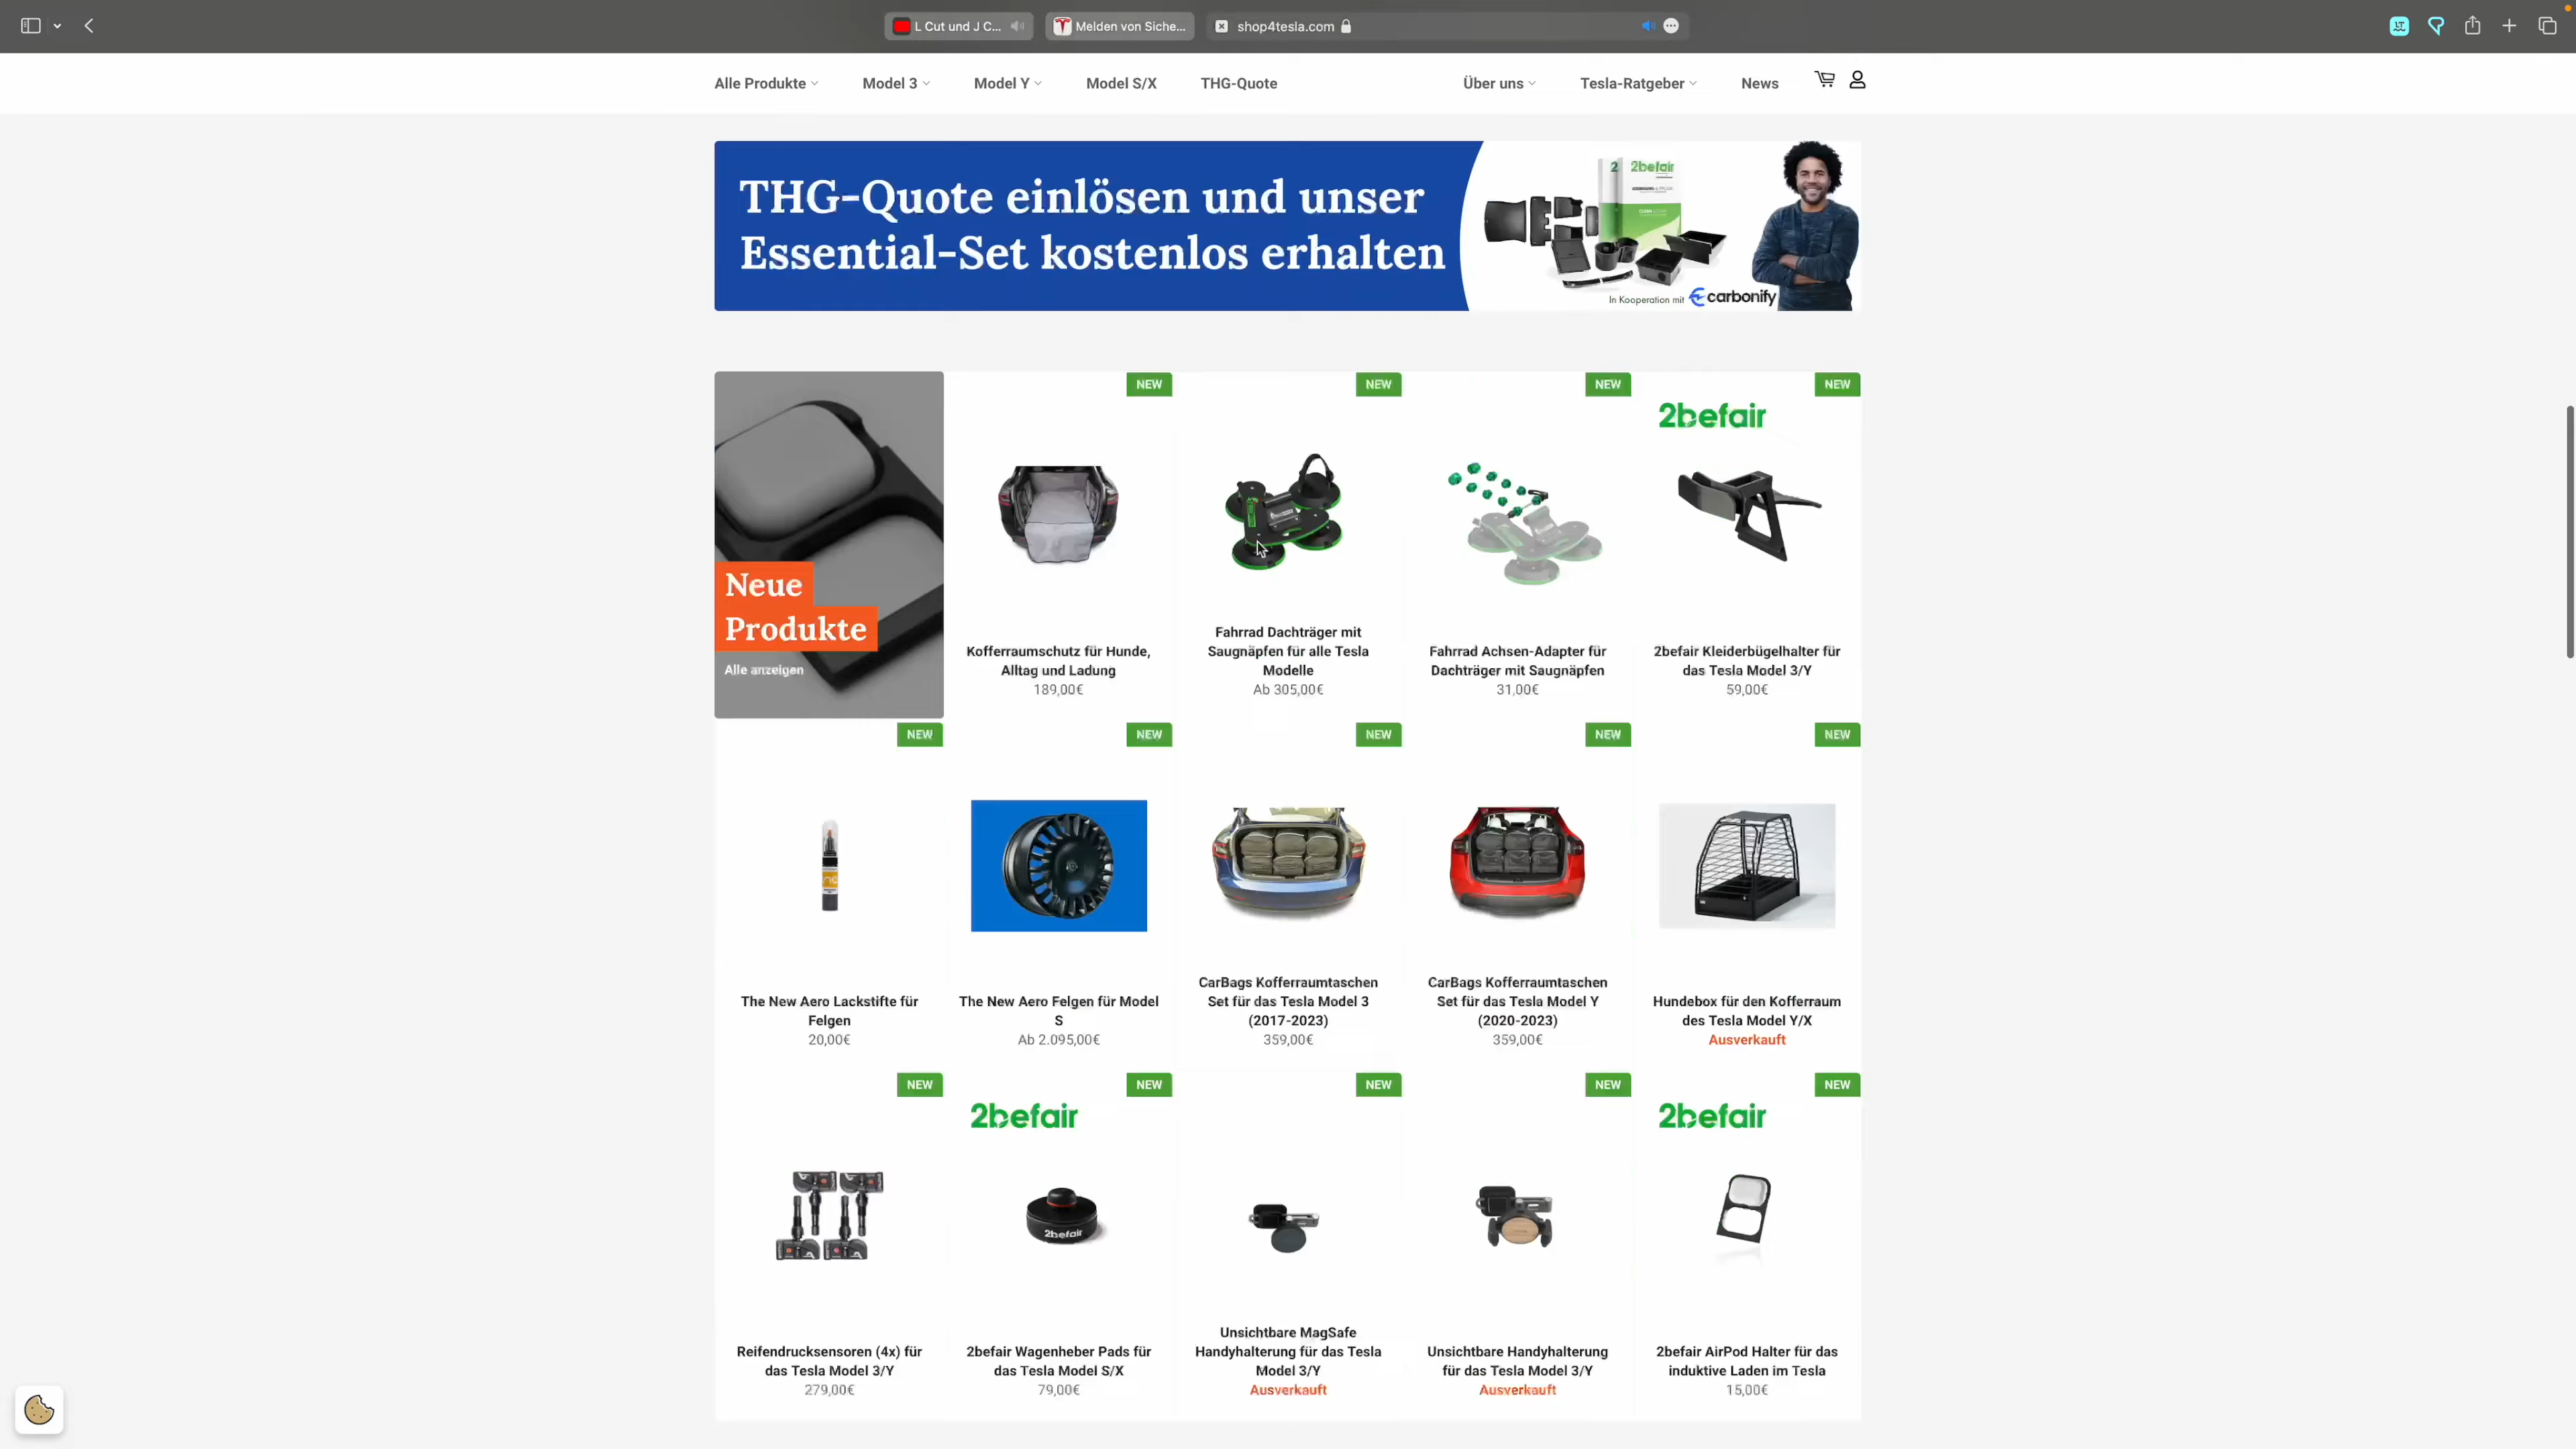 L Cut und J C...
Melden von Siche...
shop4tesla.com
Alle Produkte
Model 3
Model Y
Model S/X
THG-Quote
Über uns
Tesla-Ratgeber
News
THG-Quote einlösen und unser
Essential-Set kostenlos erhalten
2 2befair
In Kooperation mit carbonify
Neue
Produkte
Alle anzeigen
NEW
Kofferraumschutz für Hunde,
Alltag und Ladung
189,00€
NEW
Fahrrad Dachträger mit
Saugnäpfen für alle Tesla
Modelle
Ab 305,00€
NEW
Fahrrad Achsen-Adapter für
Dachträger mit Saugnäpfen
31,00€
NEW
2befair
2befair Kleiderbügelhalter für
das Tesla Model 3/Y
59,00€
NEW
The New Aero Lackstifte für
Felgen
20,00€
NEW
The New Aero Felgen für Model
S
Ab 2.095,00€
NEW
CarBags Kofferraumtaschen
Set für das Tesla Model 3
(2017-2023)
359,00€
NEW
CarBags Kofferraumtaschen
Set für das Tesla Model Y
(2020-2023)
359,00€
NEW
Hundebox für den Kofferraum
des Tesla Model Y/X
Ausverkauft
NEW
Reifendrucksensoren (4x) für
das Tesla Model 3/Y
279,00€
NEW
2befair
2befair
2befair Wagenheber Pads für
das Tesla Model S/X
79,00€
NEW
Unsichtbare MagSafe
Handyhalterung für das Tesla
Model 3/Y
Ausverkauft
NEW
Unsichtbare Handyhalterung
für das Tesla Model 3/Y
Ausverkauft
NEW
2befair
2befair AirPod Halter für das
induktive Laden im Tesla
15,00€